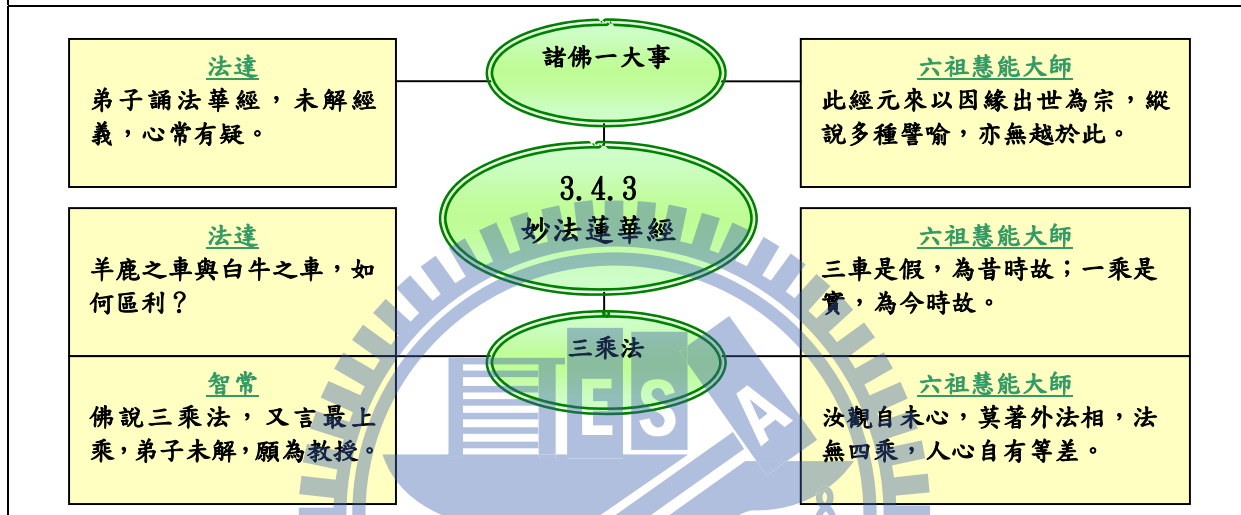 諸佛一大事
法達
弟子誦法華經，未解經
義，心常有疑。
六祖慧能大師
此經元來以因緣出世為宗，縱
說多種譬喻，亦無越於此。
3.4.3
妙法蓮華經
法達
羊鹿之車與白牛之車，如
何區利？
六祖慧能大師
三車是假，為昔時故；一乘是
實，為今時故。
三乘法
智常
佛說三乘法，又言最上
乘，弟子未解，願為教授。
六祖慧能大師
汝觀自未心，莫著外法相，法
無四乘，人心自有等差。
ES
A
8